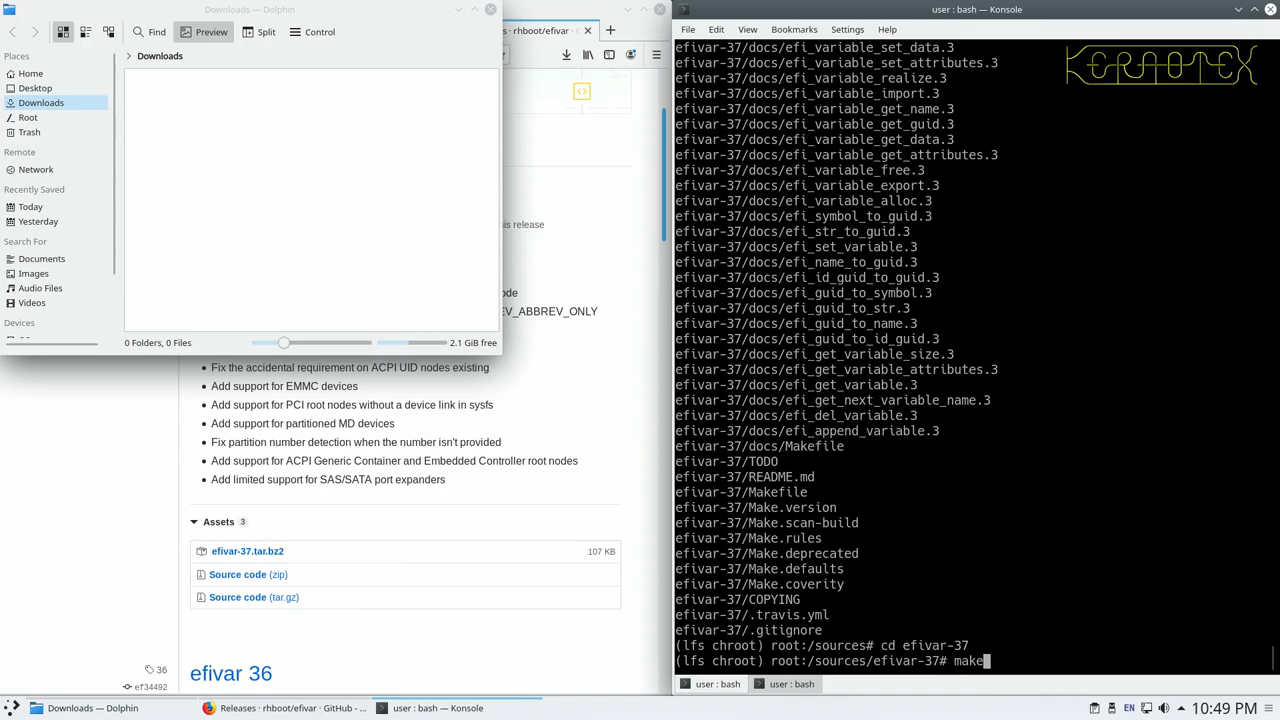 Downloads — Dolphin
Find
Preview
Split
Control
Places
Home
Desktop
Downloads
Root
Trash
Remote
Network
Recently Saved
Today
Yesterday
Search For
Documents
Images
Audio Files
Videos
Devices
Downloads
0 Folders, 0 Files
2.1 GiB free
s · rhboot/efivar ·
is release
ode
EV_ABBREV_ONLY
Fix the accidental requirement on ACPI UID nodes existing
Add support for EMMC devices
Add support for PCI root nodes without a device link in sysfs
Add support for partitioned MD devices
Fix partition number detection when the number isn't provided
Add support for ACPI Generic Container and Embedded Controller root nodes
Add limited support for SAS/SATA port expanders
Assets 3
efivar-37.tar.bz2
107 KB
Source code (zip)
Source code (tar.gz)
36
ef34492
efivar 36
user : bash — Konsole
File Edit View Bookmarks Settings Help
KERNOTEX
efivar-37/docs/efi_variable_set_data.3
efivar-37/docs/efi_variable_set_attributes.3
efivar-37/docs/efi_variable_realize.3
efivar-37/docs/efi_variable_import.3
efivar-37/docs/efi_variable_get_name.3
efivar-37/docs/efi_variable_get_guid.3
efivar-37/docs/efi_variable_get_data.3
efivar-37/docs/efi_variable_get_attributes.3
efivar-37/docs/efi_variable_free.3
efivar-37/docs/efi_variable_export.3
efivar-37/docs/efi_variable_alloc.3
efivar-37/docs/efi_symbol_to_guid.3
efivar-37/docs/efi_str_to_guid.3
efivar-37/docs/efi_set_variable.3
efivar-37/docs/efi_name_to_guid.3
efivar-37/docs/efi_id_guid_to_guid.3
efivar-37/docs/efi_guid_to_symbol.3
efivar-37/docs/efi_guid_to_str.3
efivar-37/docs/efi_guid_to_name.3
efivar-37/docs/efi_guid_to_id_guid.3
efivar-37/docs/efi_get_variable_size.3
efivar-37/docs/efi_get_variable_attributes.3
efivar-37/docs/efi_get_variable.3
efivar-37/docs/efi_get_next_variable_name.3
efivar-37/docs/efi_del_variable.3
efivar-37/docs/efi_append_variable.3
efivar-37/docs/Makefile
efivar-37/TODO
efivar-37/README.md
efivar-37/Makefile
efivar-37/Make.version
efivar-37/Make.scan-build
efivar-37/Make.rules
efivar-37/Make.deprecated
efivar-37/Make.defaults
efivar-37/Make.coverity
efivar-37/COPYING
efivar-37/.travis.yml
efivar-37/.gitignore
(lfs chroot) root:/sources# cd efivar-37
(lfs chroot) root:/sources/efivar-37# make
user : bash
user : bash
Downloads — Dolphin
Releases · rhboot/efivar · GitHub - ...
user : bash — Konsole
EN
10:49 PM